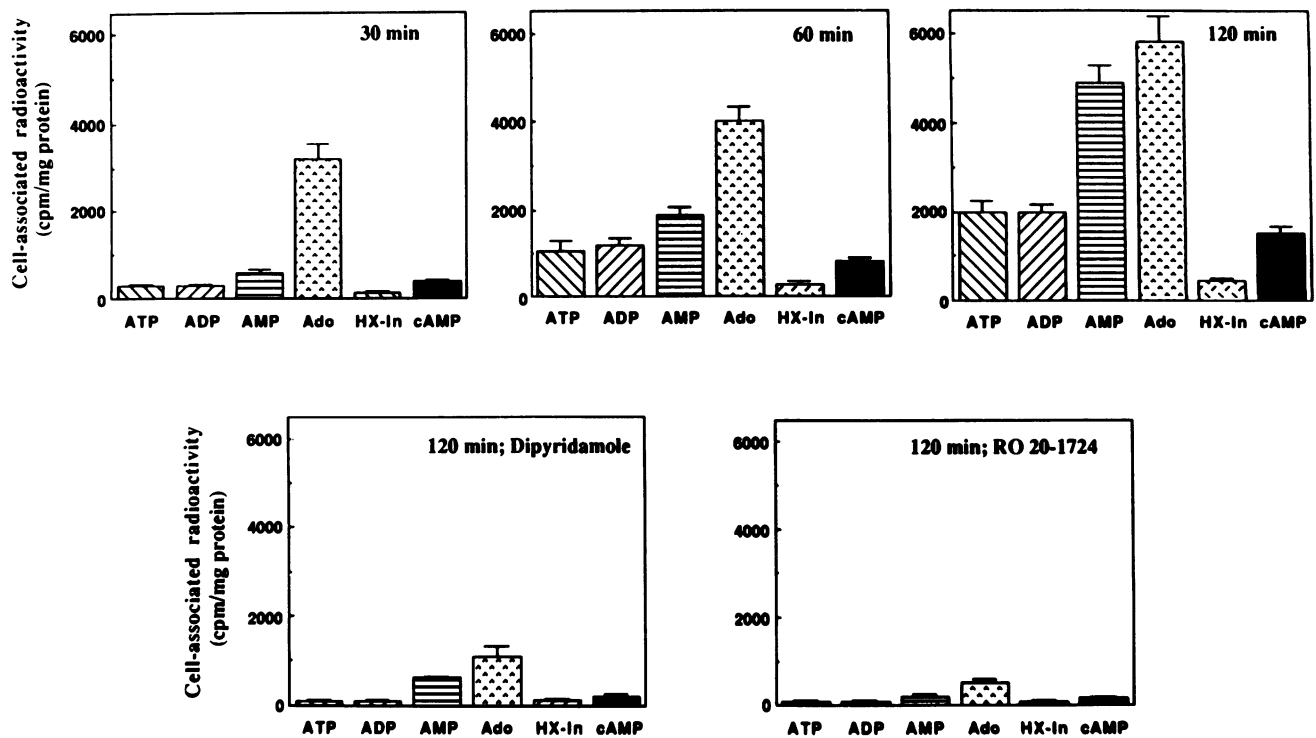 Cell-associated radioactivity
(cpm/mg protein)
30 min
6000
4000
2000
0
ATP ADP AMP Ado HX-In cAMP
60 min
6000
4000
2000
0
ATP ADP AMP Ado HX-In cAMP
120 min
6000
4000
2000
0
ATP ADP AMP Ado HX-In cAMP
Cell-associated radioactivity
(cpm/mg protein)
120 min; Dipyridamole
6000
4000
2000
0
ATP ADP AMP Ado HX-In cAMP
120 min; RO 20-1724
6000
4000
2000
0
ATP ADP AMP Ado HX-In cAMP